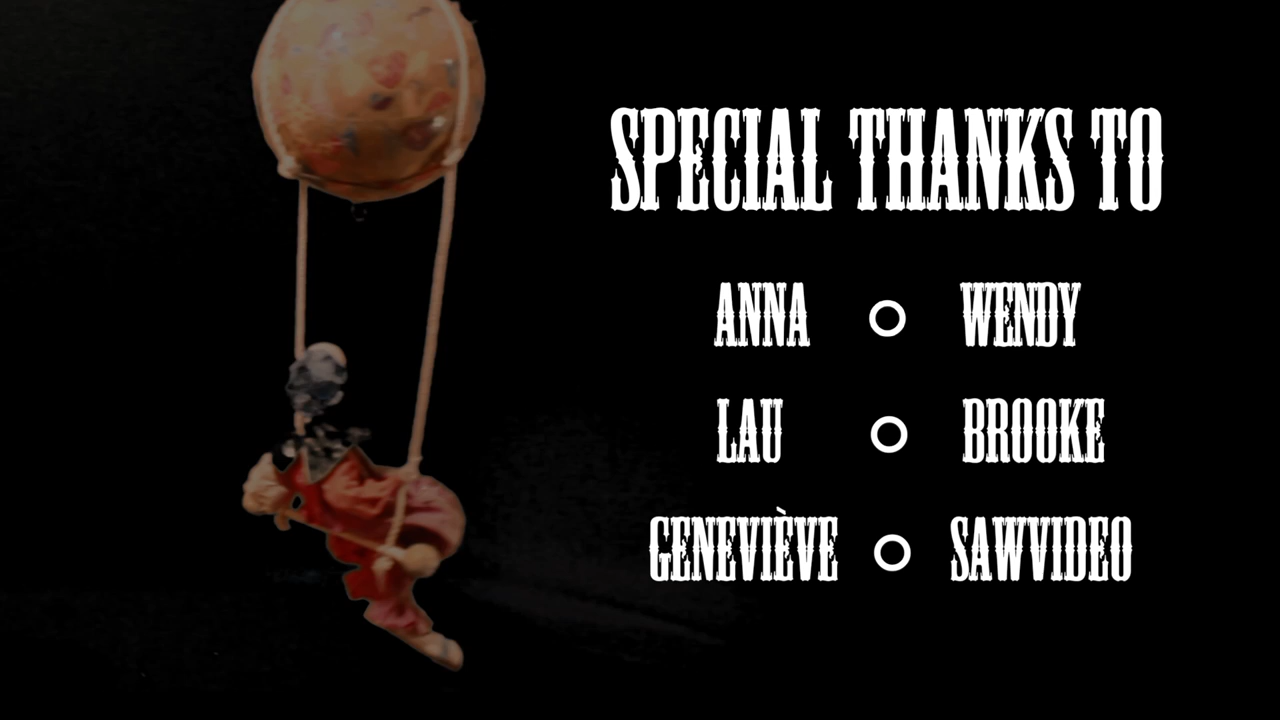 SPECIAL THANKS TO
ANNA O WENDY
LAU O BROOKE
GENEVIÈVE O SAWVIDEO